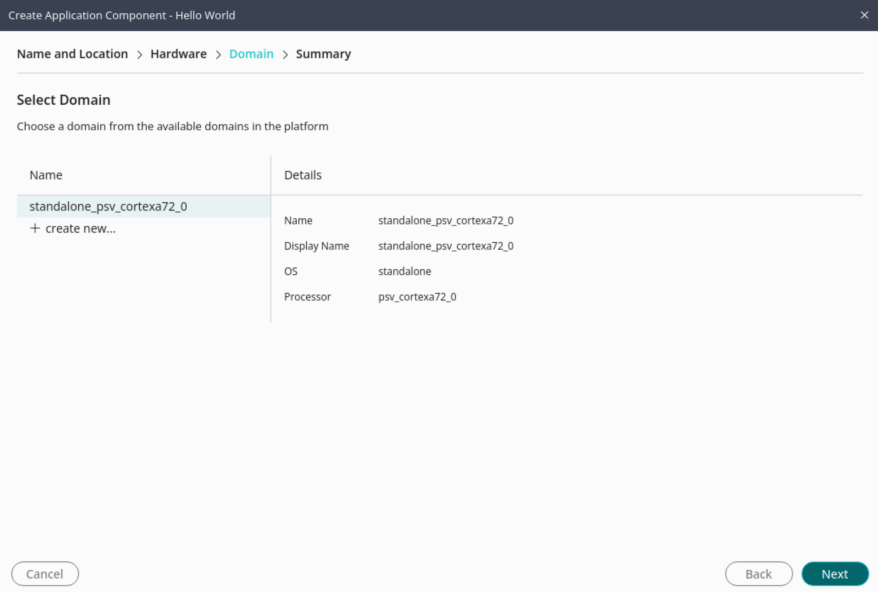 Create Application Component - Hello World
Name and Location > Hardware > Domain > Summary
Select Domain
Choose a domain from the available domains in the platform
Name
standalone_psv_cortexa72_0
+ create new...
Details
Name standalone_psv_cortexa72_0
Display Name standalone_psv_cortexa72_0
OS standalone
Processor psv_cortexa72_0
Cancel Back Next